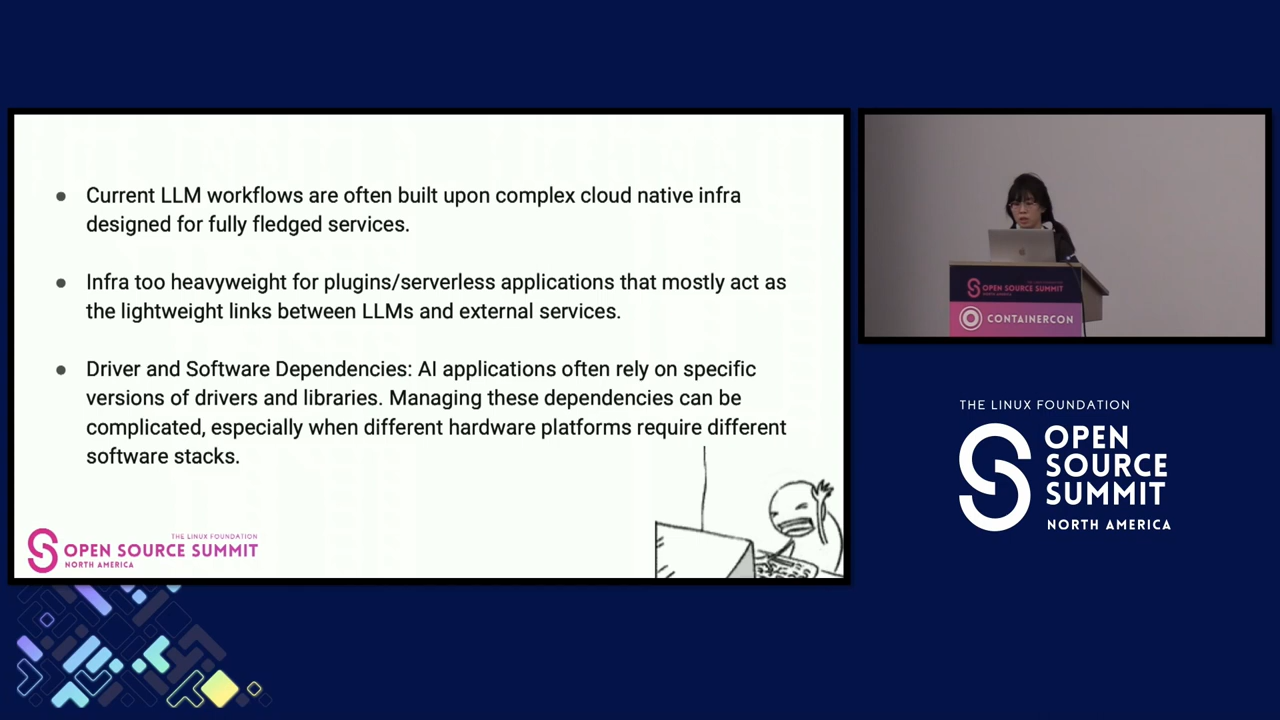 Current LLM workflows are often built upon complex cloud native infra
designed for fully fledged services.
Infra too heavyweight for plugins/serverless applications that mostly act as
the lightweight links between LLMs and external services.
Driver and Software Dependencies: AI applications often rely on specific
versions of drivers and libraries. Managing these dependencies can be
complicated, especially when different hardware platforms require different
software stacks.
THE LINUX FOUNDATION
OPEN SOURCE SUMMIT
NORTH AMERICA
OPEN SOURCE SUMMIT
NORTH AMERICA
CONTAINERCON
THE LINUX FOUNDATION
OPEN
SOURCE
SUMMIT
NORTH AMERICA